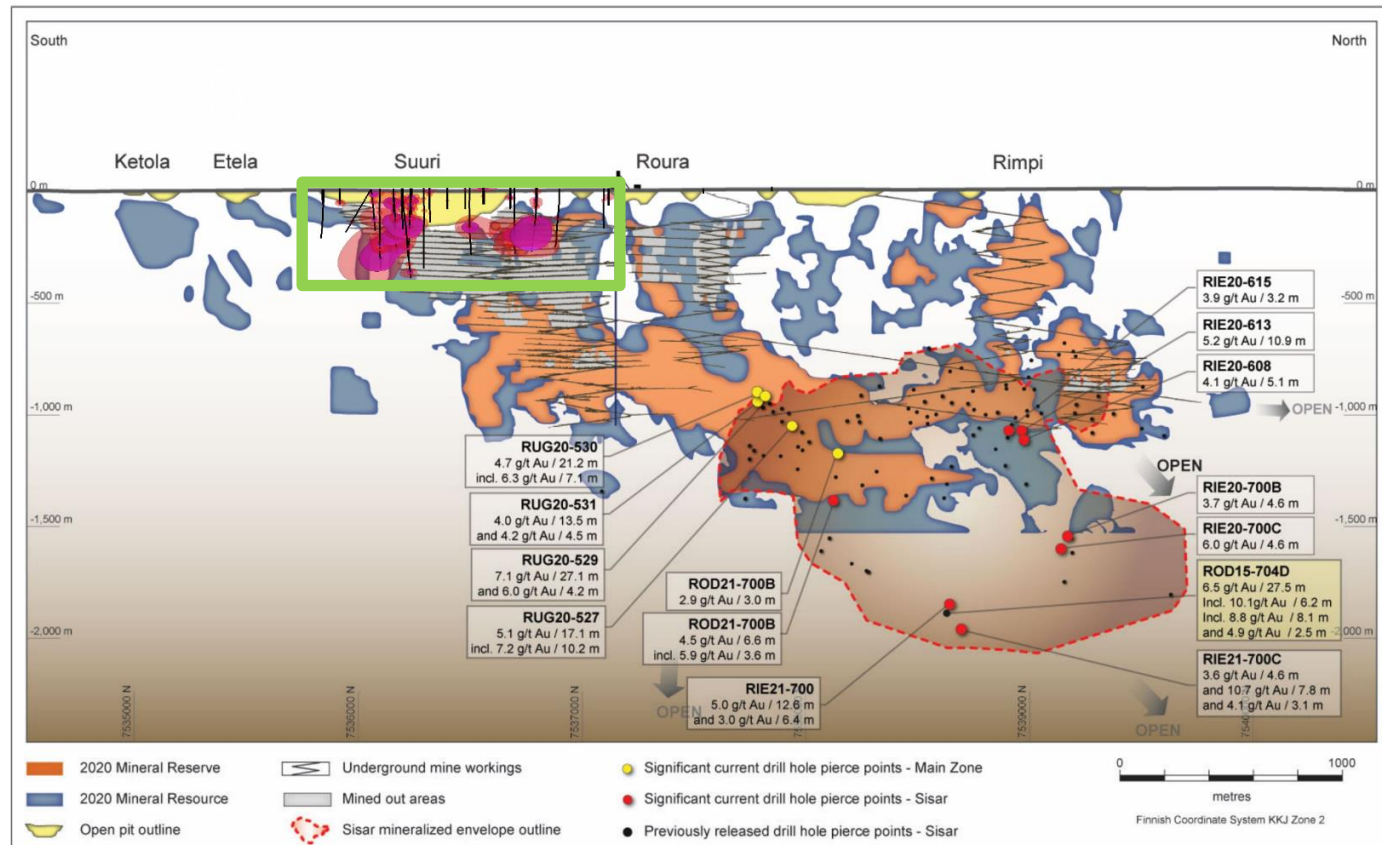 South
North
Ketola
Etela
Suuri
Roura
Rimpi
0 m
0 m
-500 m
-500 m
-1,000 m
-1,000 m
-1,500 m
-1,500 m
-2,000 m
-2,000 m
RIE20-615
3.9 g/t Au / 3.2 m
RIE20-613
5.2 g/t Au / 10.9 m
RIE20-608
4.1 g/t Au / 5.1 m
OPEN
OPEN
RUG20-530
4.7 g/t Au / 21.2 m
incl. 6.3 g/t Au / 7.1 m
RUG20-531
4.0 g/t Au / 13.5 m
and 4.2 g/t Au / 4.5 m
RUG20-529
7.1 g/t Au / 27.1 m
and 6.0 g/t Au / 4.2 m
RUG20-527
5.1 g/t Au / 17.1 m
incl. 7.2 g/t Au / 10.2 m
ROD21-700B
2.9 g/t Au / 3.0 m
ROD21-700B
4.5 g/t Au / 6.6 m
incl. 5.9 g/t Au / 3.6 m
RIE21-700
5.0 g/t Au / 12.6 m
and 3.0 g/t Au / 6.4 m
RIE20-700B
3.7 g/t Au / 4.6 m
RIE20-700C
6.0 g/t Au / 4.6 m
ROD15-704D
6.5 g/t Au / 27.5 m
Incl. 10.1g/t Au / 6.2 m
Incl. 8.8 g/t Au / 8.1 m
and 4.9 g/t Au / 2.5 m
RIE21-700C
3.6 g/t Au / 4.6 m
and 10.7 g/t Au / 7.8 m
and 4.1 g/t Au / 3.1 m
OPEN
OPEN
7535000 N
7536000 N
7537000 N
7539000 N
2020 Mineral Reserve
2020 Mineral Resource
Open pit outline
Underground mine workings
Mined out areas
Sisar mineralized envelope outline
Significant current drill hole pierce points - Main Zone
Significant current drill hole pierce points - Sisar
Previously released drill hole pierce points - Sisar
0
1000
metres
Finnish Coordinate System KKJ Zone 2